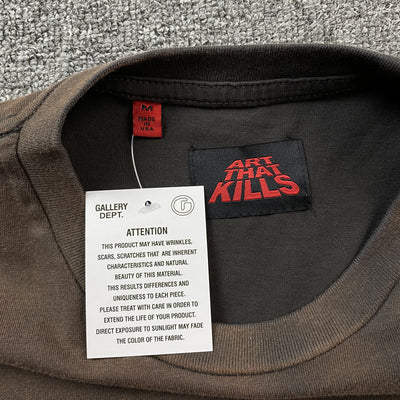 M
MADE
IN
USA
ART
THAT
KILLS
GALLERY
DEPT.
ATTENTION
THIS PRODUCT MAY HAVE WRINKLES,
SCARS, SCRATCHES THAT ARE INHERENT
CHARACTERISTICS AND NATURAL
BEAUTY OF THIS MATERIAL.
THIS RESULTS DIFFERENCES AND
UNIQUENESS TO EACH PIECE.
PLEASE TREAT WITH CARE IN ORDER TO
EXTEND THE LIFE OF YOUR PRODUCT.
DIRECT EXPOSURE TO SUNLIGHT MAY FADE
THE COLOR OF THE FABRIC.